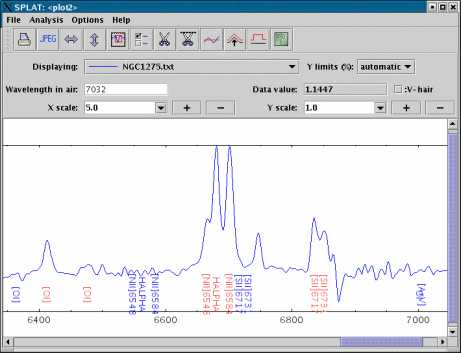 SPLAT: <plot2>
File Analysis Options Help
JPEG
Displaying: NGC1275.txt Y limits (%): automatic
Wavelength in air: 7032 Data value: 1.1447 :V-hair
X scale: 5.0 + − Y scale: 1.0 + −
[OI] [OI] [OI] [NII]6548 HALPHA [NII]6584 [NII]6548 HALPHA [NII]6584 [SII]6717 [SII]6731 [SII]6717 [SII]6731 [ArV]
6400 6600 6800 7000